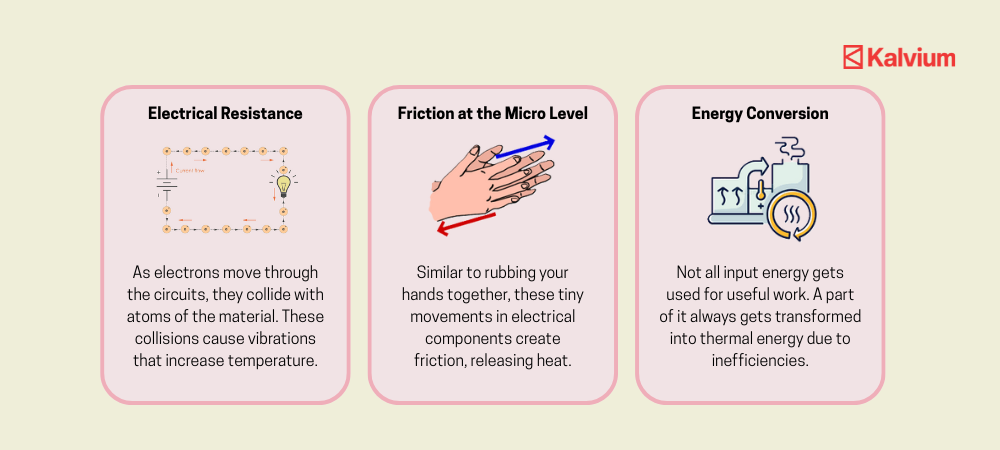 Kalvium
Electrical Resistance
Current flow
As electrons move through
the circuits, they collide with
atoms of the material. These
collisions cause vibrations
that increase temperature.
Friction at the Micro Level
Similar to rubbing your
hands together, these tiny
movements in electrical
components create
friction, releasing heat.
Energy Conversion
Not all input energy gets
used for useful work. A part
of it always gets transformed
into thermal energy due to
inefficiencies.